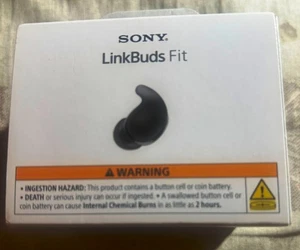 SONY
LinkBuds Fit
WARNING
• INGESTION HAZARD: This product contains a button cell or coin battery.
• DEATH or serious injury can occur if ingested. • A swallowed button cell or
coin battery can cause Internal Chemical Burns in as little as 2 hours.